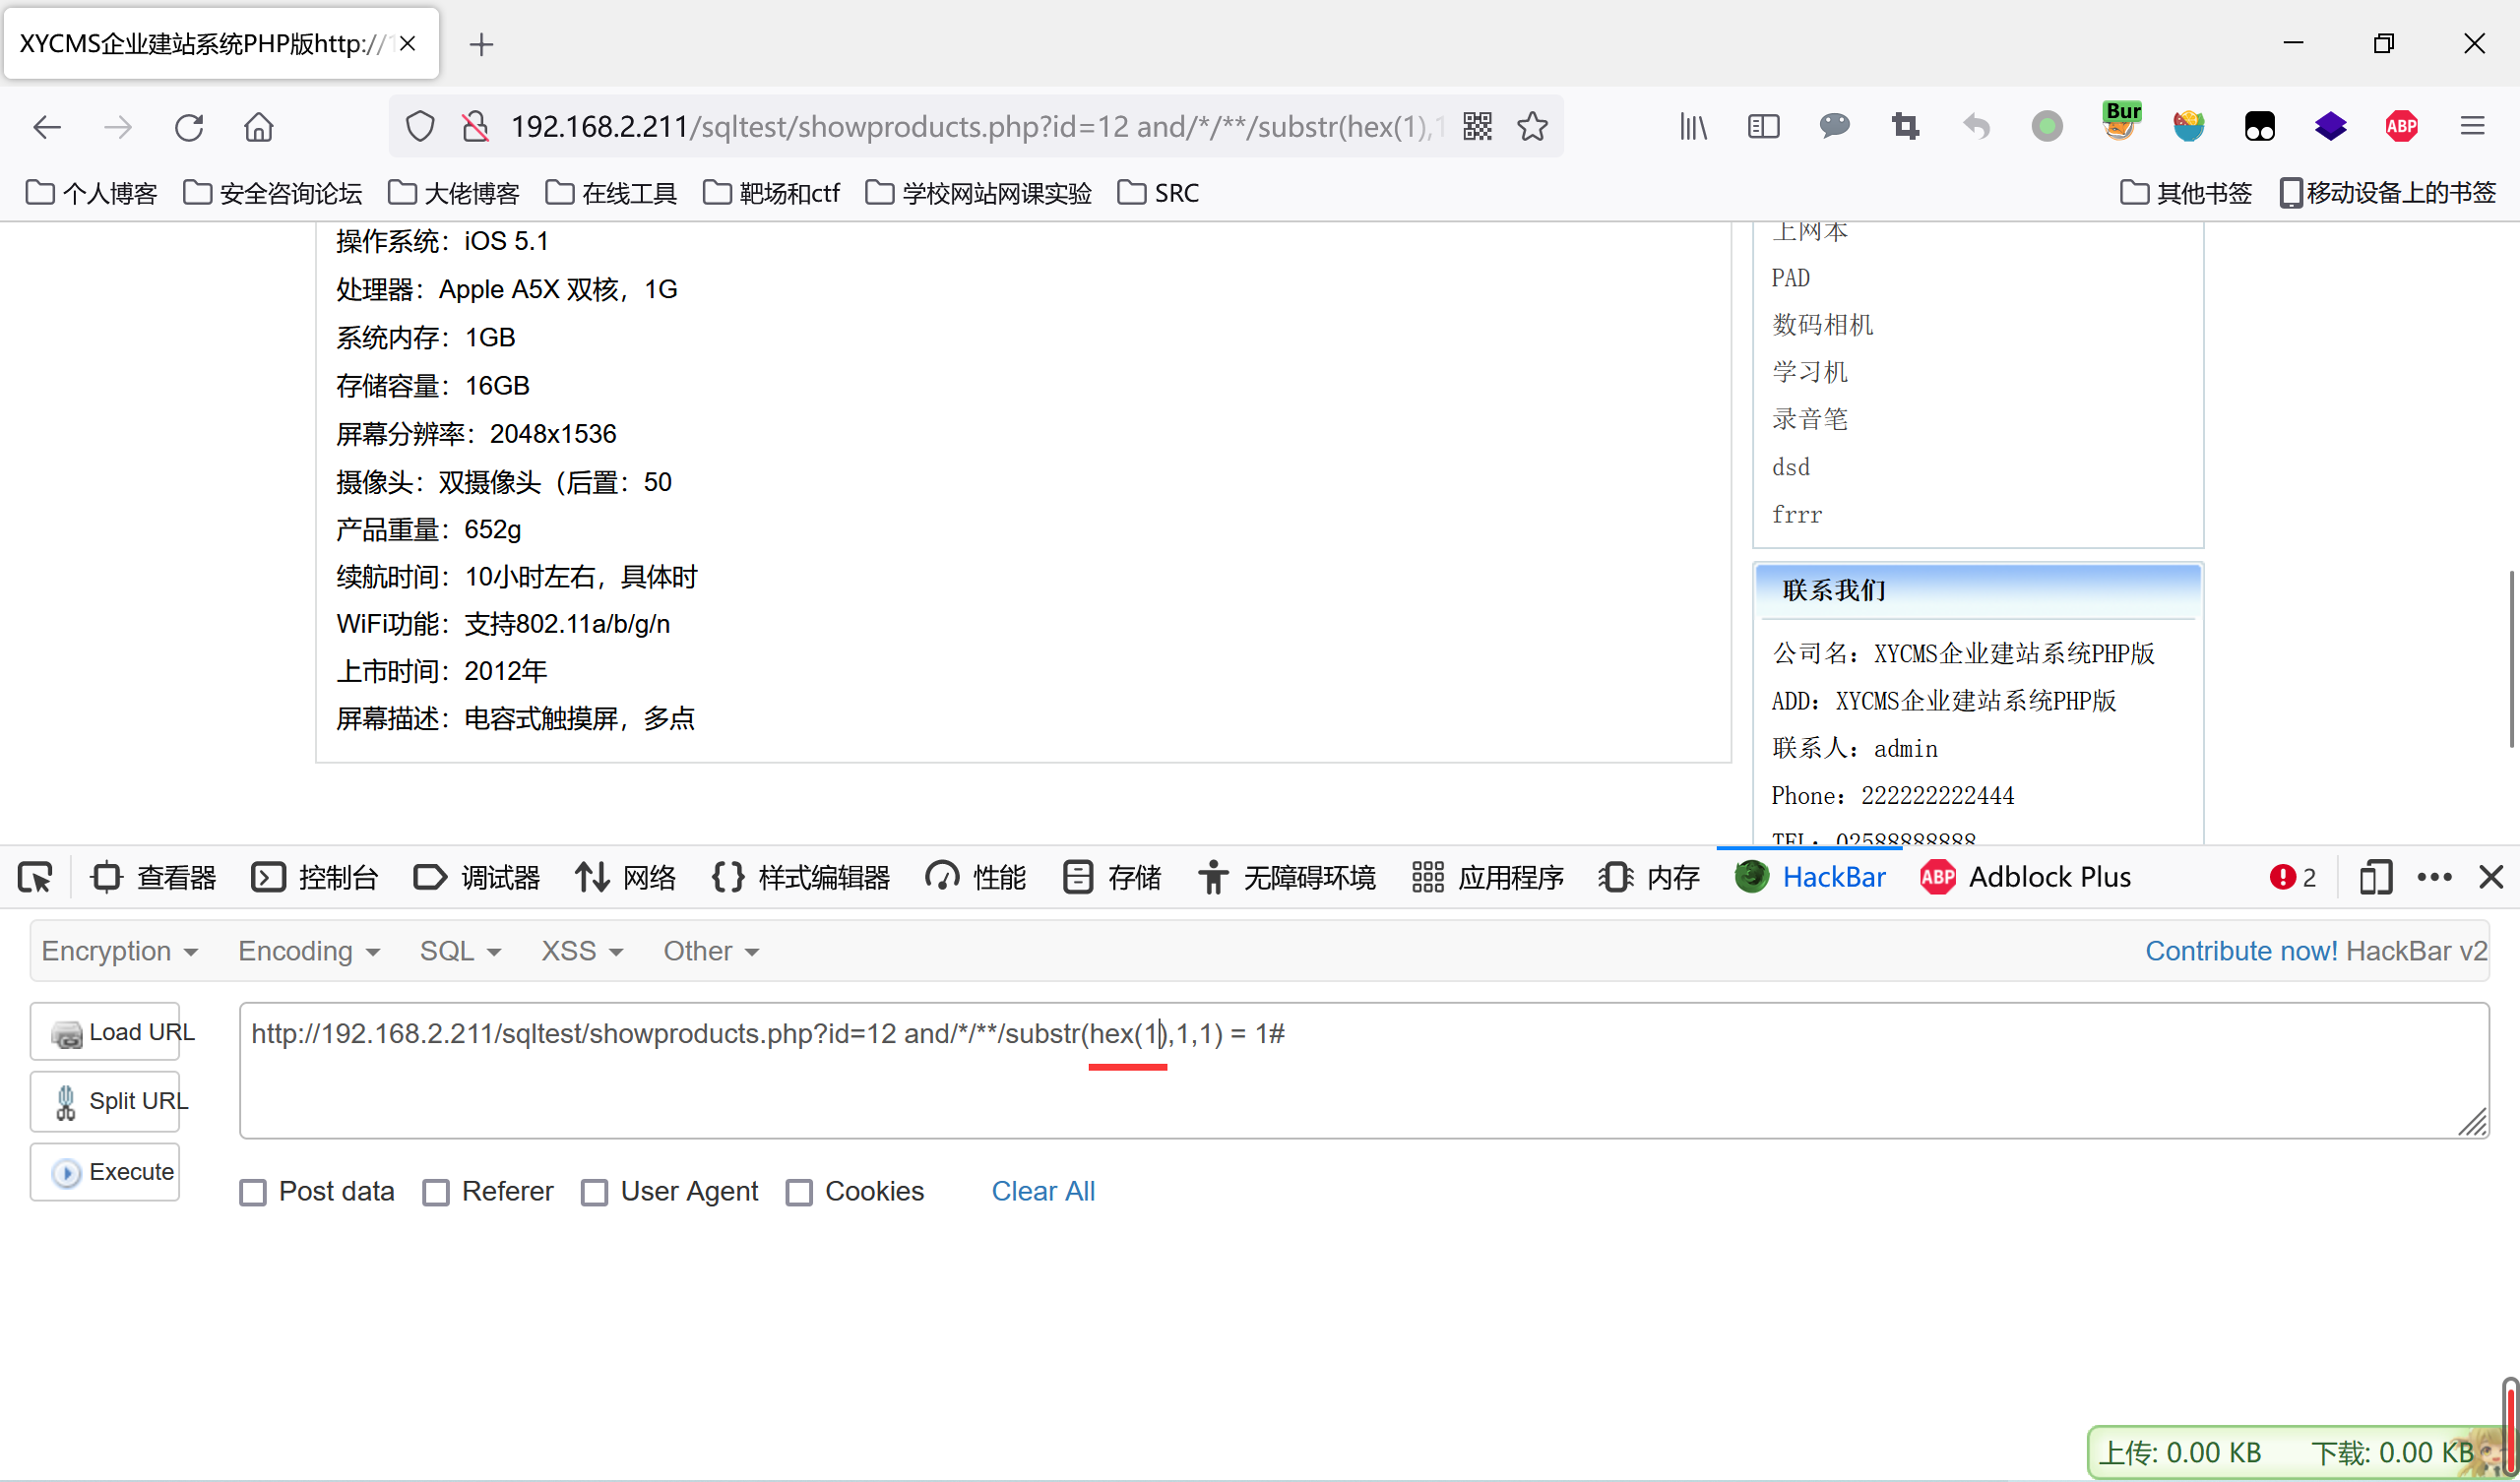 XYCMS企业建站系统PHP版http://1
192.168.2.211/sqltest/showproducts.php?id=12 and/*/**/substr(hex(1),1
Bur
ABP
个人博客 安全咨询论坛 大佬博客 在线工具 靶场和ctf 学校网站网课实验 SRC 其他书签 移动设备上的书签
操作系统：iOS 5.1
处理器：Apple A5X 双核，1G
系统内存：1GB
存储容量：16GB
屏幕分辨率：2048x1536
摄像头：双摄像头（后置：50
产品重量：652g
续航时间：10小时左右，具体时
WiFi功能：支持802.11a/b/g/n
上市时间：2012年
屏幕描述：电容式触摸屏，多点
上网本
PAD
数码相机
学习机
录音笔
dsd
frrr
联系我们
公司名：XYCMS企业建站系统PHP版
ADD：XYCMS企业建站系统PHP版
联系人：admin
Phone：222222222444
TEL：02588888888
查看器 控制台 调试器 网络 样式编辑器 性能 存储 无障碍环境 应用程序 内存 HackBar ABP Adblock Plus 2
Encryption Encoding SQL XSS Other Contribute now! HackBar v2
Load URL
Split URL
Execute
http://192.168.2.211/sqltest/showproducts.php?id=12 and/*/**/substr(hex(1),1,1) = 1#
Post data Referer User Agent Cookies Clear All
上传: 0.00 KB 下载: 0.00 KB